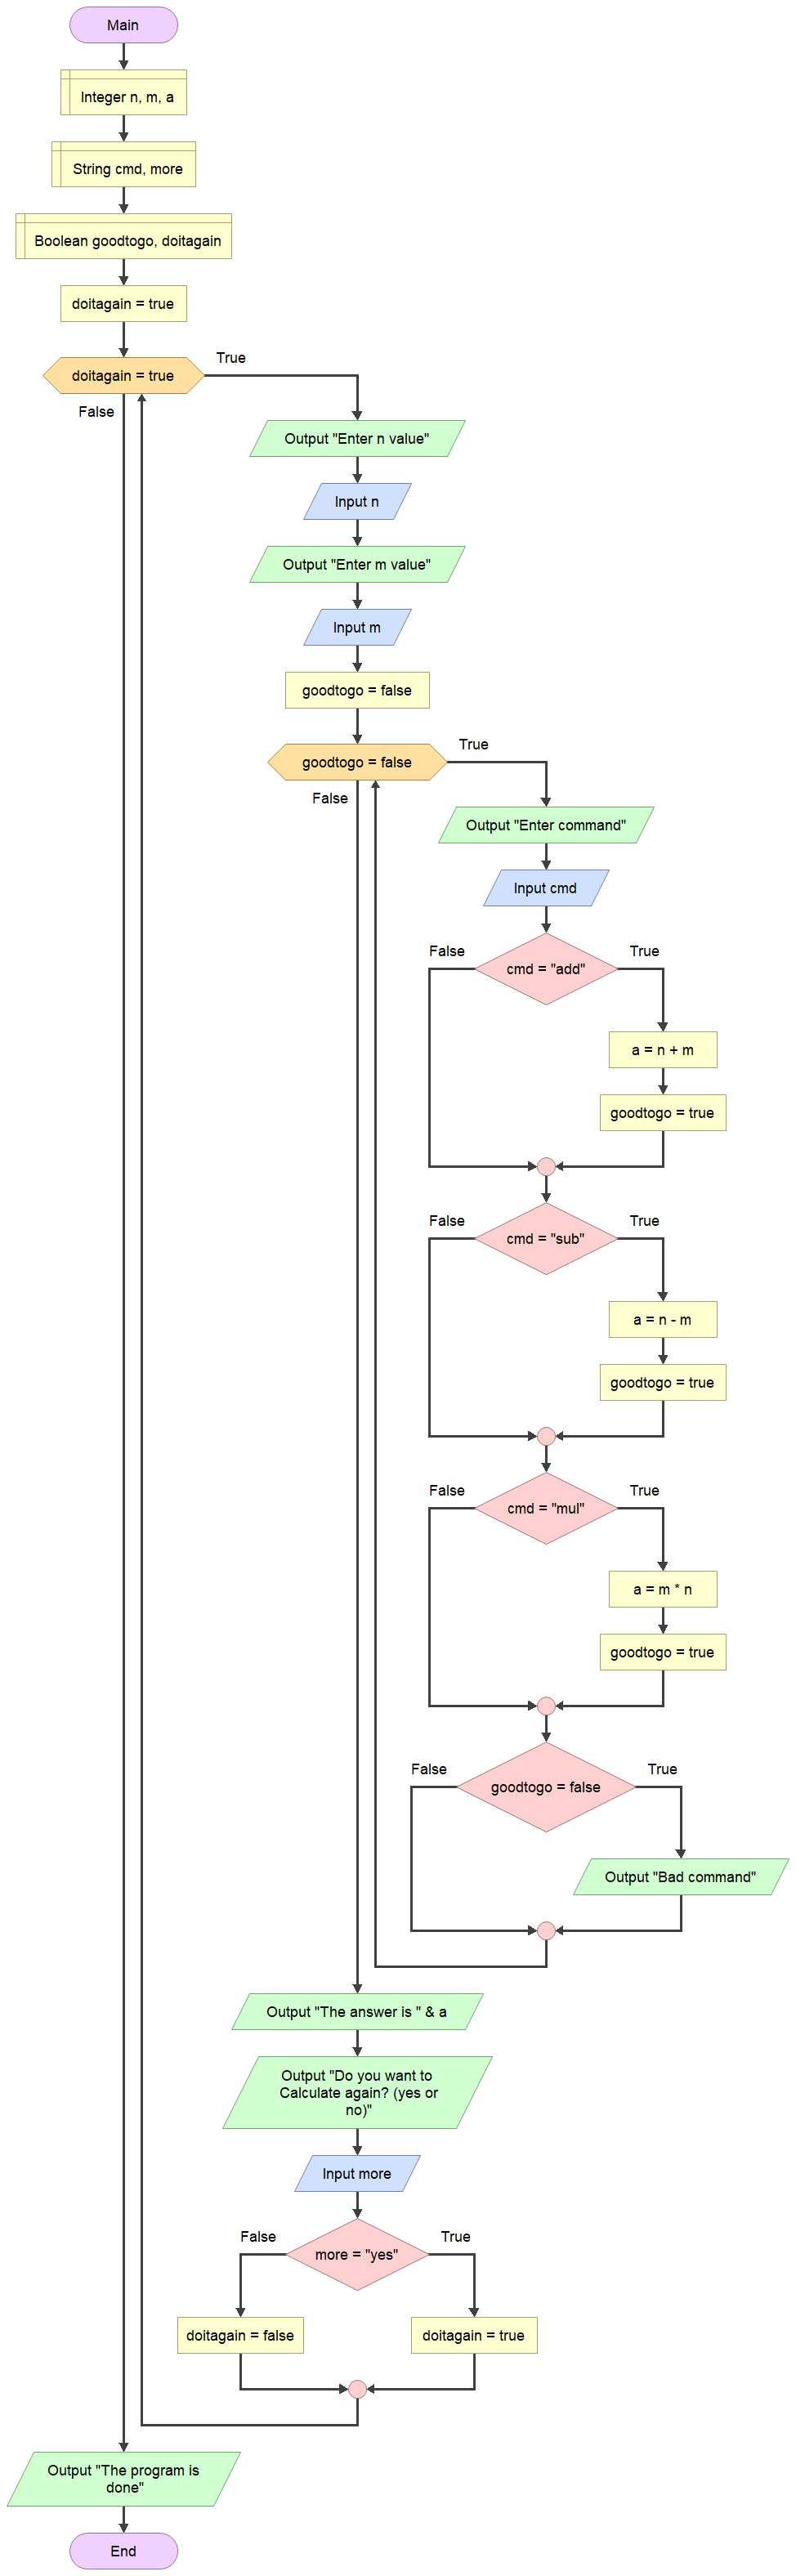 Main
Integer n, m, a
String cmd, more
Boolean goodtogo, doitagain
doitagain = true
doitagain = true
True
False
Output "Enter n value"
Input n
Output "Enter m value"
Input m
goodtogo = false
goodtogo = false
True
False
Output "Enter command"
Input cmd
False
True
cmd = "add"
a = n + m
goodtogo = true
False
True
cmd = "sub"
a = n - m
goodtogo = true
False
True
cmd = "mul"
a = m * n
goodtogo = true
False
True
goodtogo = false
Output "Bad command"
Output "The answer is " & a
Output "Do you want to
Calculate again? (yes or
no)"
Input more
False
True
more = "yes"
doitagain = false
doitagain = true
Output "The program is
done"
End